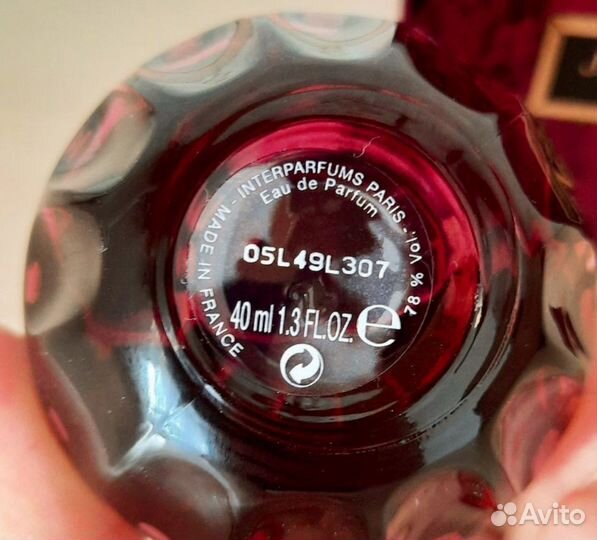 MADE IN FRANCE - INTERPARFUMS PARIS - 78 % vol
Eau de Parfum
05L49L307
40 ml 1.3 FL.OZ. e
Avito